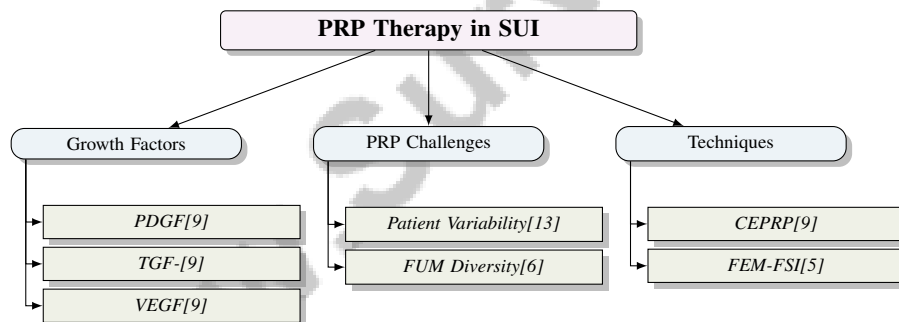 PRP Therapy in SUI
Growth Factors
PDGF[9]
TGF-[9]
VEGF[9]
PRP Challenges
Patient Variability[13]
FUM Diversity[6]
Techniques
CEPRP[9]
FEM-FSI[5]